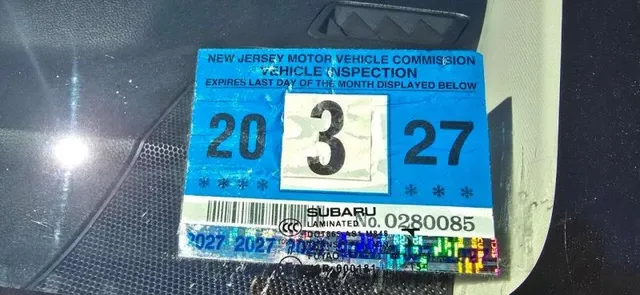 NEW JERSEY MOTOR VEHICLE COMMISSION
VEHICLE INSPECTION
EXPIRES LAST DAY OF THE MONTH DISPLAYED BELOW
20 3 27
**** ***
SUBARU
No. 0280085
LAMINATED
2027 2027